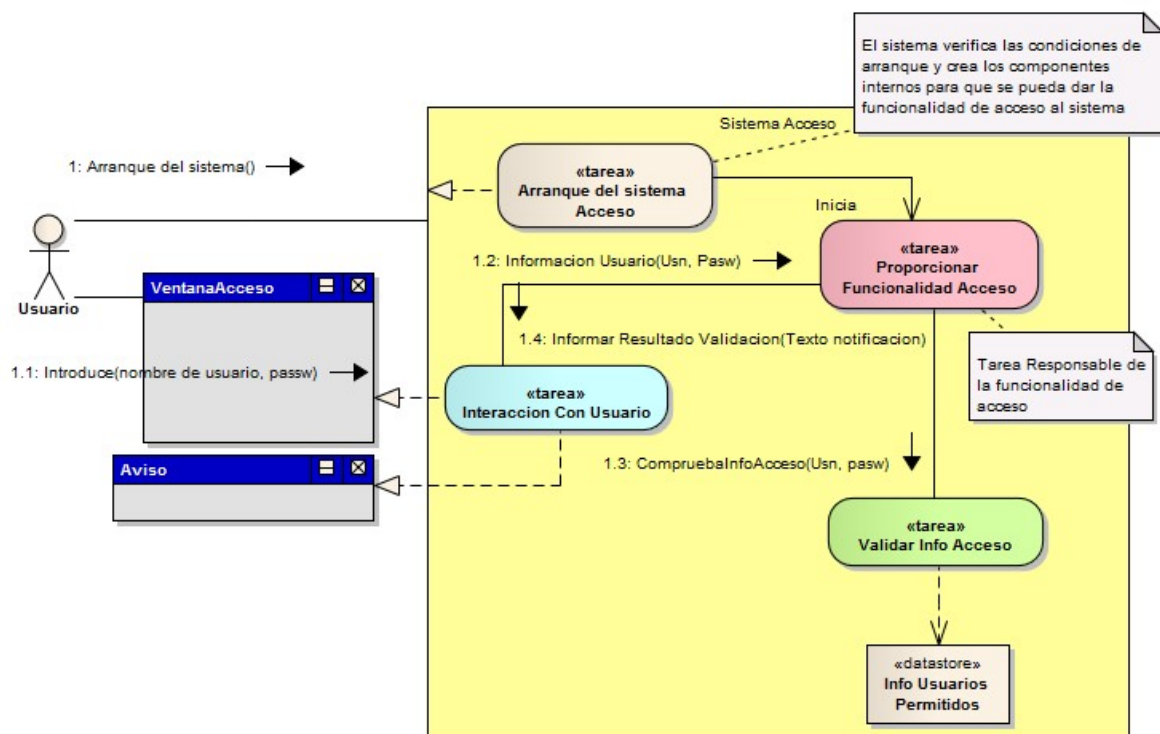 El sistema verifica las condiciones de
arranque y crea los componentes
internos para que se pueda dar la
funcionalidad de acceso al sistema
Sistema Acceso
1: Arranque del sistema()
«tarea»
Arranque del sistema
Acceso
Inicia
«tarea»
Proporcionar
Funcionalidad Acceso
1.2: Informacion Usuario(Usn, Pasw)
Usuario
VentanaAcceso
1.4: Informar Resultado Validacion(Texto notificacion)
Tarea Responsable de
la funcionalidad de
acceso
1.1: Introduce(nombre de usuario, passw)
«tarea»
Interaccion Con Usuario
Aviso
1.3: CompruebaInfoAcceso(Usn, pasw)
«tarea»
Validar Info Acceso
«datastore»
Info Usuarios
Permitidos